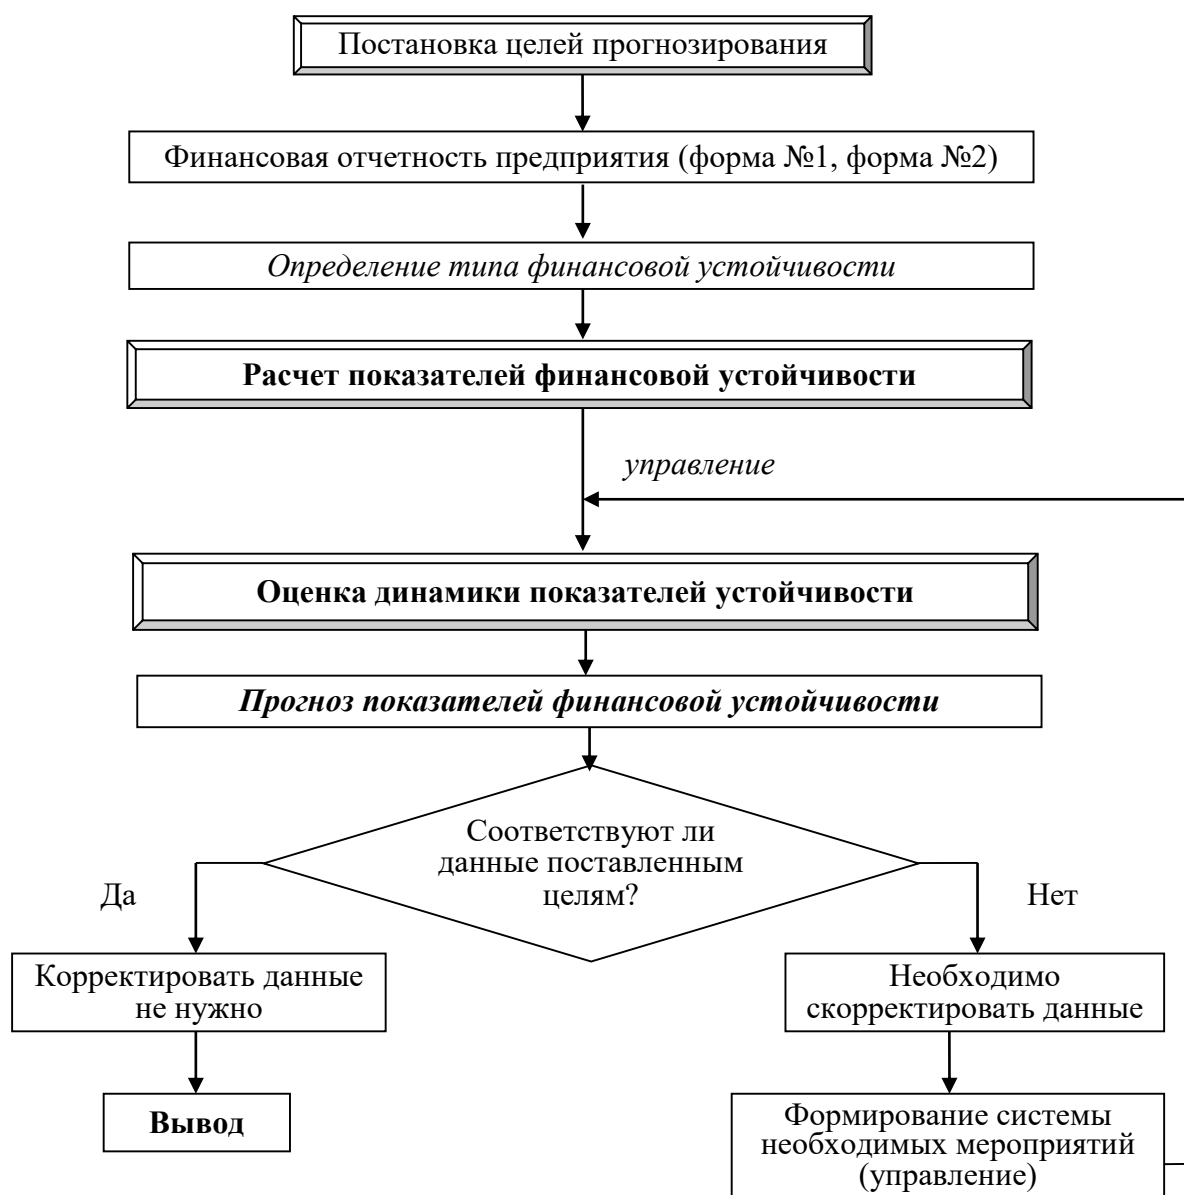 Постановка целей прогнозирования
Финансовая отчетность предприятия (форма №1, форма №2)
Определение типа финансовой устойчивости
Расчет показателей финансовой устойчивости
управление
Оценка динамики показателей устойчивости
Прогноз показателей финансовой устойчивости
Соответствуют ли
данные поставленным
целям?
Да
Нет
Корректировать данные
не нужно
Необходимо
скорректировать данные
Вывод
Формирование системы
необходимых мероприятий
(управление)